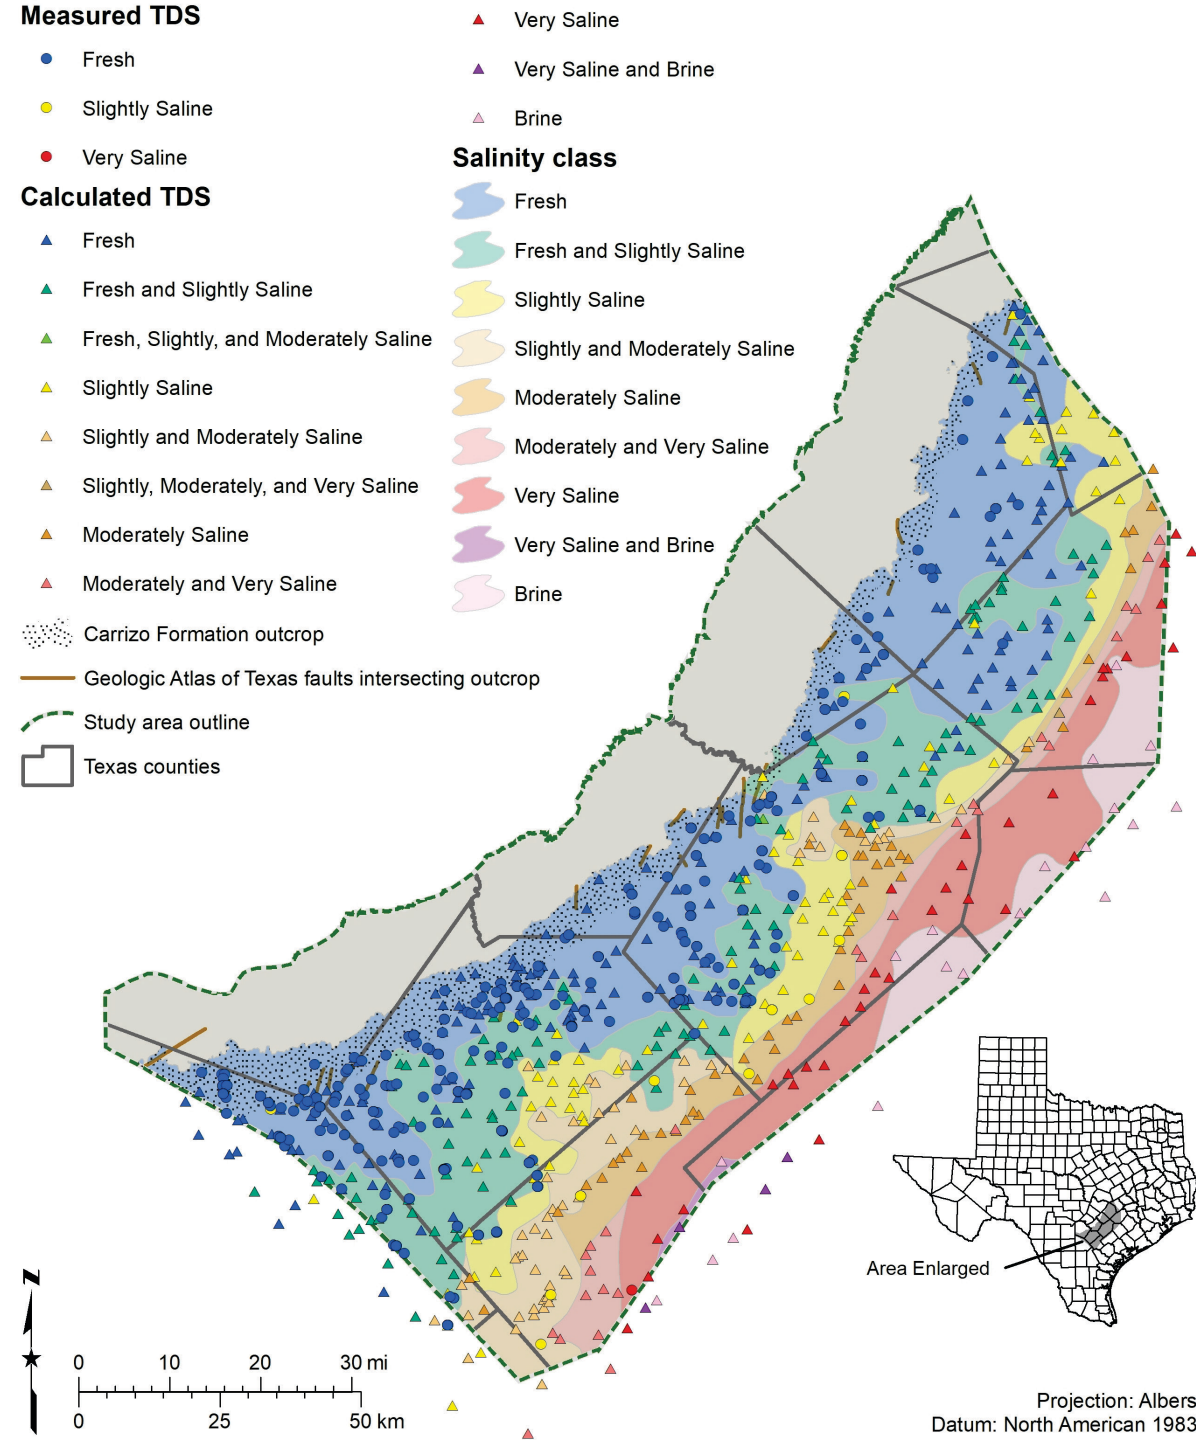 Measured TDS
Fresh
Slightly Saline
Very Saline
Calculated TDS
Fresh
Fresh and Slightly Saline
Fresh, Slightly, and Moderately Saline
Slightly Saline
Slightly and Moderately Saline
Slightly, Moderately, and Very Saline
Moderately Saline
Moderately and Very Saline
Very Saline
Very Saline and Brine
Brine
Salinity class
Fresh
Fresh and Slightly Saline
Slightly Saline
Slightly and Moderately Saline
Moderately Saline
Moderately and Very Saline
Very Saline
Very Saline and Brine
Brine
Carrizo Formation outcrop
Geologic Atlas of Texas faults intersecting outcrop
Study area outline
Texas counties
Area Enlarged
N
0 10 20 30 mi
0 25 50 km
Projection: Albers
Datum: North American 1983